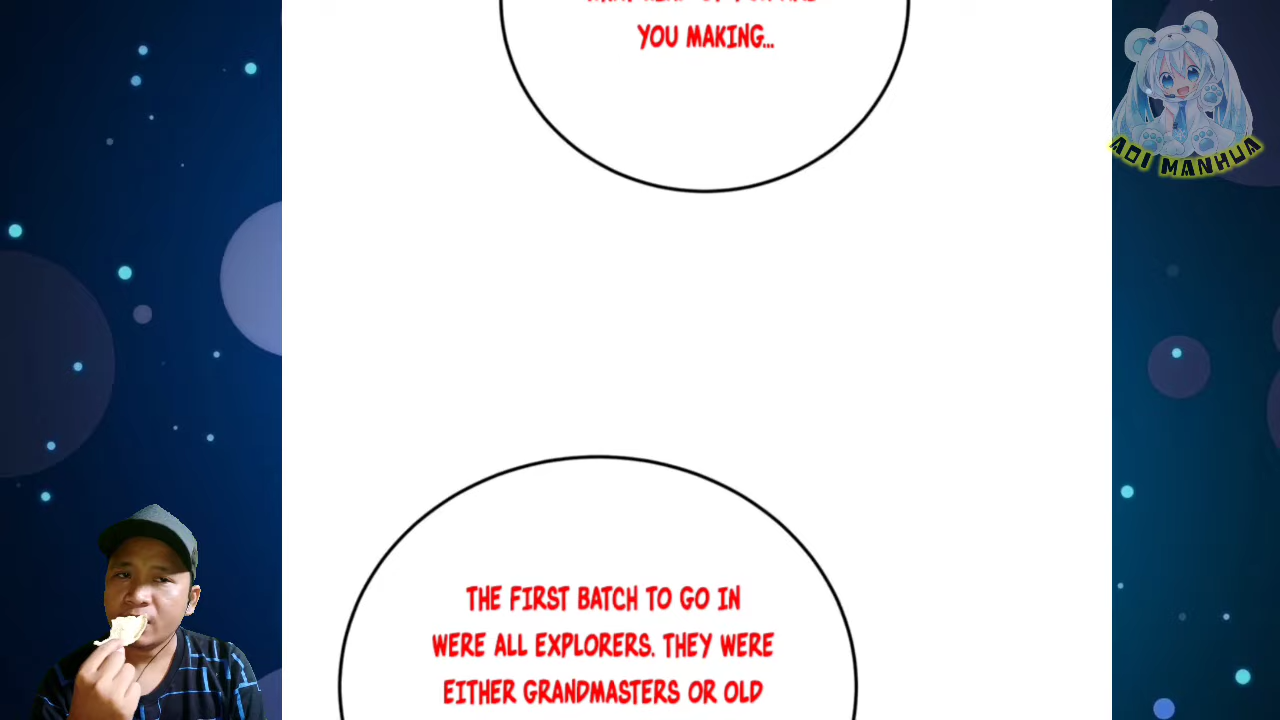 YOU MAKING...
AOI MANHUA
THE FIRST BATCH TO GO IN
WERE ALL EXPLORERS. THEY WERE
EITHER GRANDMASTERS OR OLD